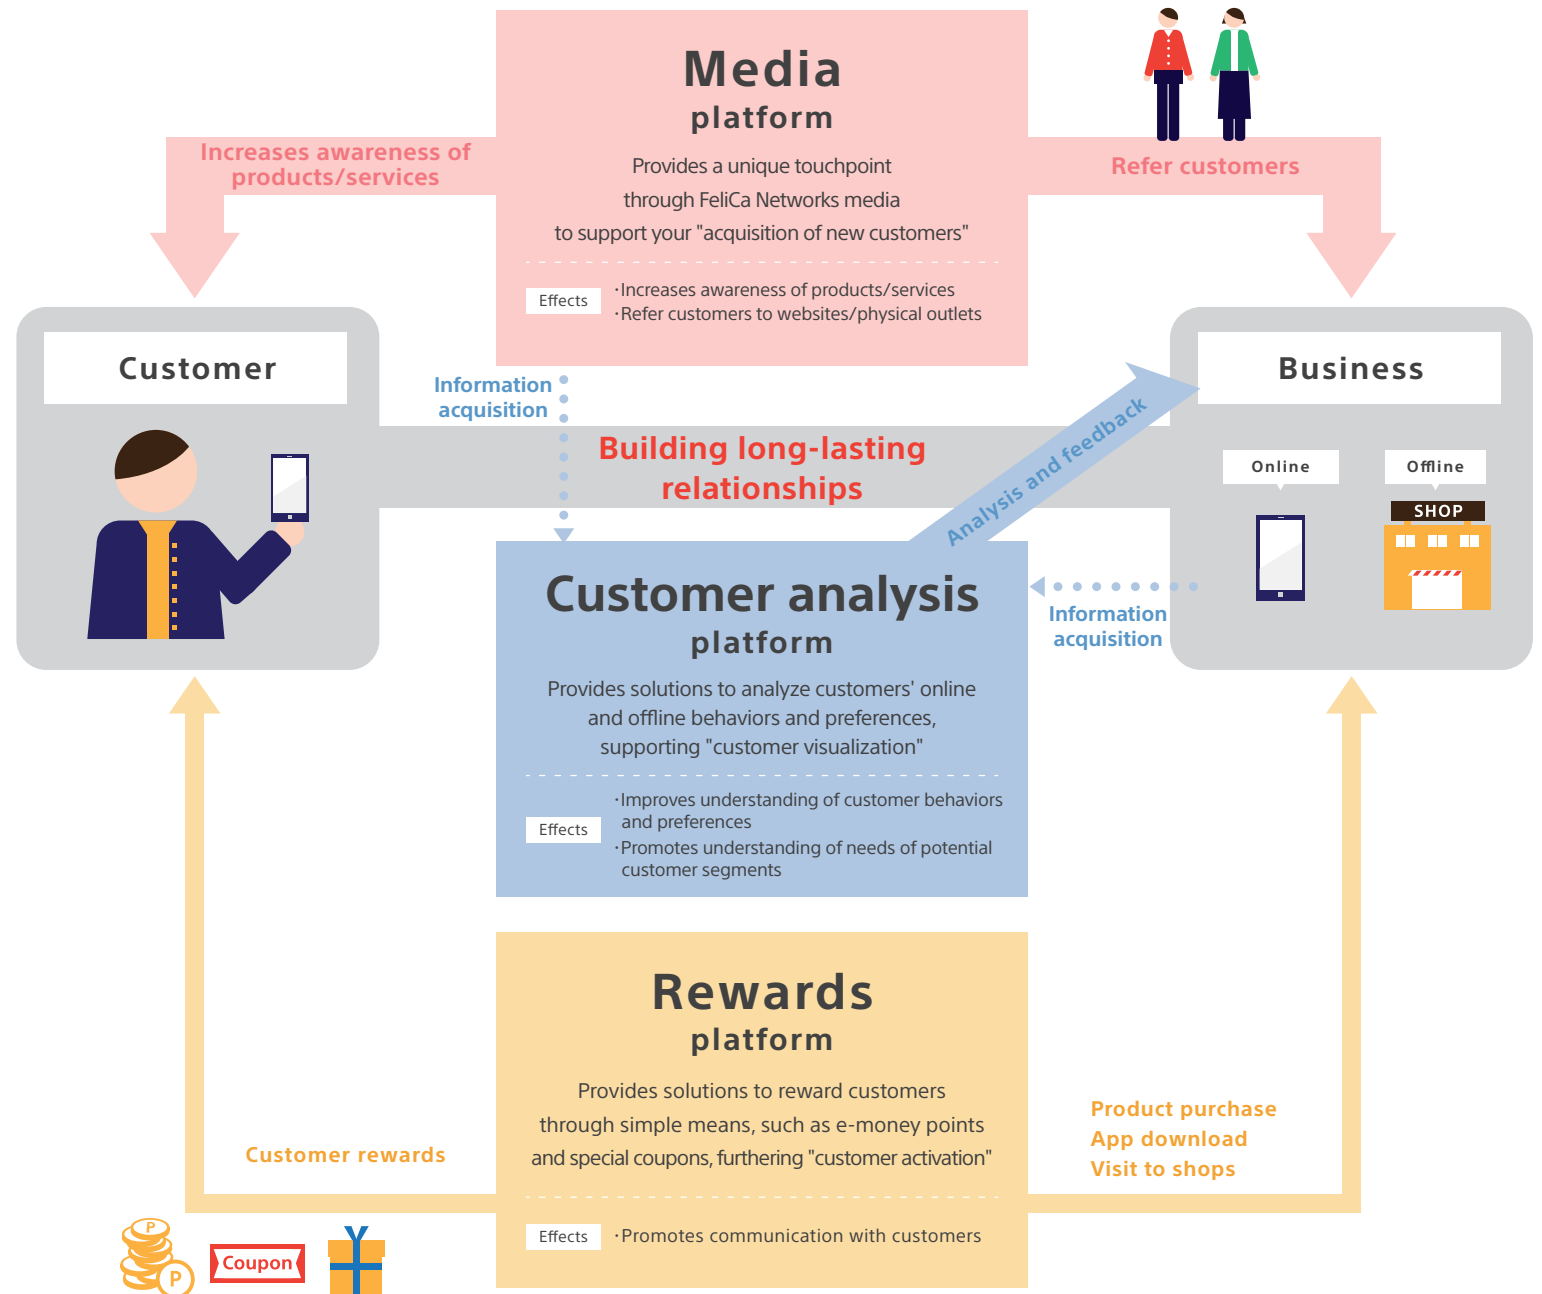 Media
platform
Provides a unique touchpoint
through FeliCa Networks media
to support your "acquisition of new customers"
Effects
·Increases awareness of products/services
·Refer customers to websites/physical outlets
Increases awareness of
products/services
Refer customers
Customer
Information
acquisition
Building long-lasting
relationships
Analysis and feedback
Business
Online
Offline
SHOP
Information
acquisition
Customer analysis
platform
Provides solutions to analyze customers' online
and offline behaviors and preferences,
supporting "customer visualization"
Effects
·Improves understanding of customer behaviors
and preferences
·Promotes understanding of needs of potential
customer segments
Rewards
platform
Provides solutions to reward customers
through simple means, such as e-money points
and special coupons, furthering "customer activation"
Effects
·Promotes communication with customers
Customer rewards
Product purchase
App download
Visit to shops
P
P
Coupon